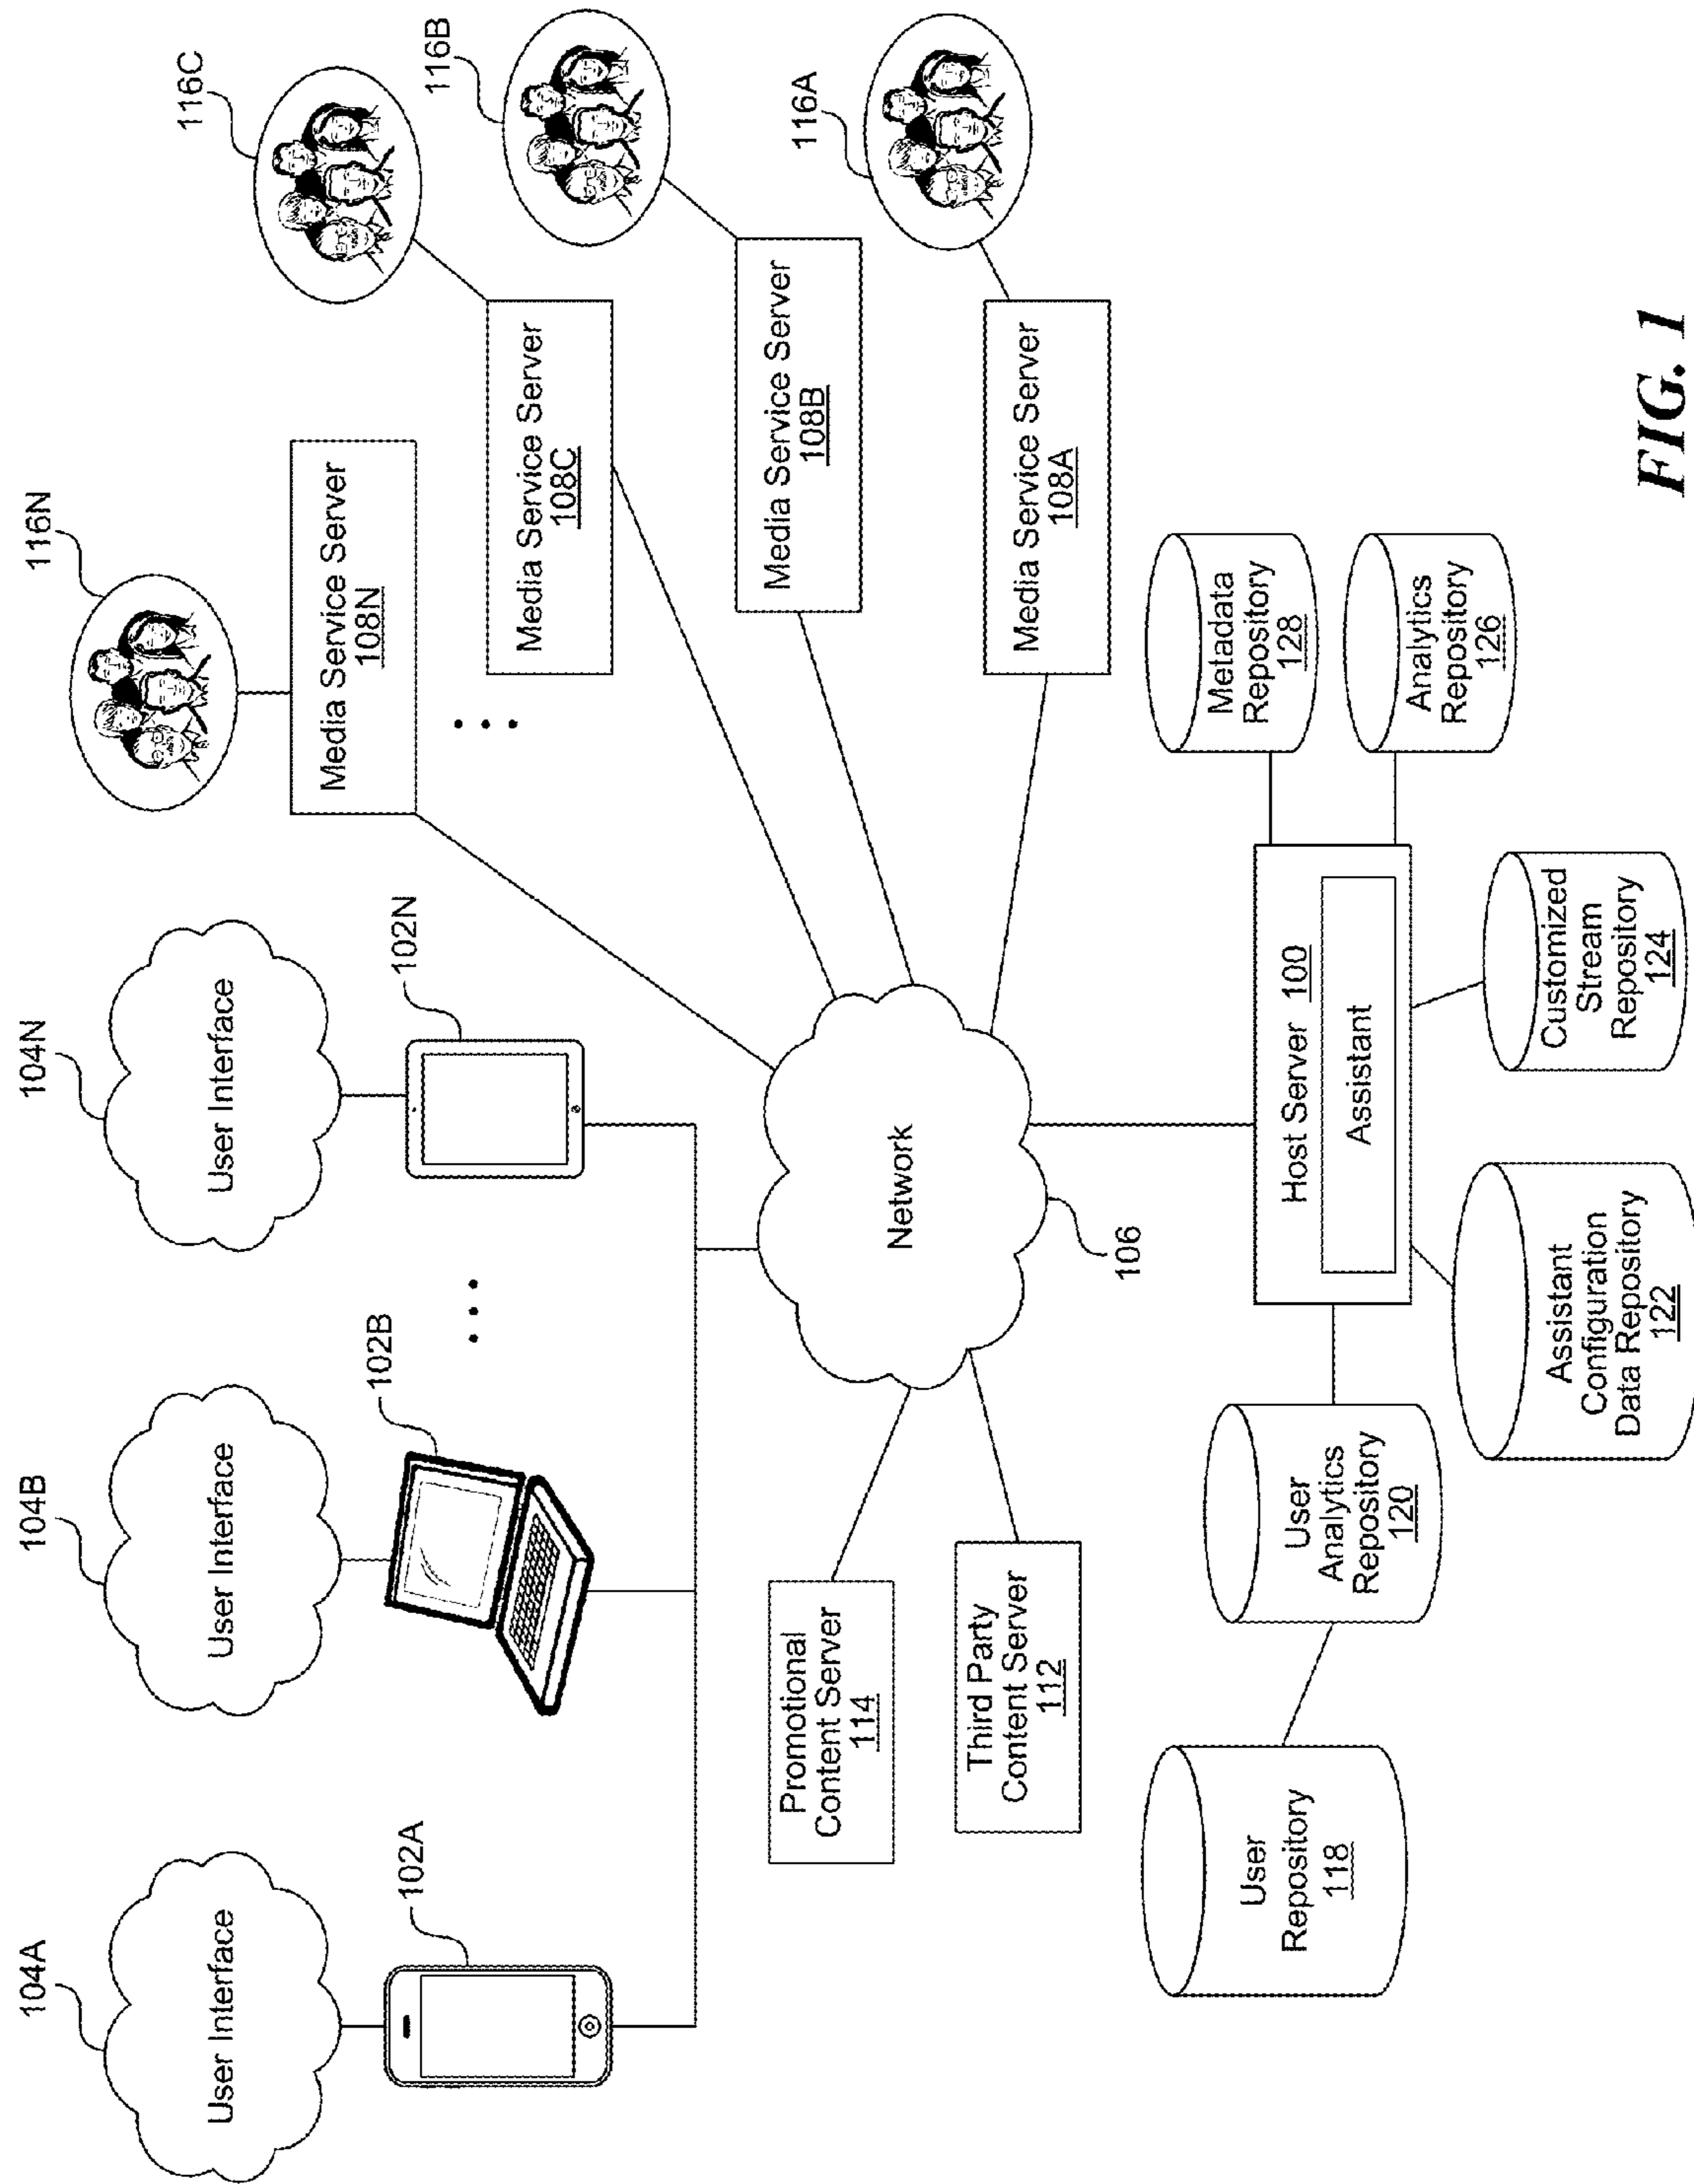 104A
104B
104N
116N
116C
116B
116A
User Interface
User Interface
User Interface
102A
102B
102N
. . .
Media Service Server
108N
. . .
Media Service Server
108C
Media Service Server
108B
Media Service Server
108A
Promotional
Content Server
114
Third Party
Content Server
112
Network
106
User
Repository
118
User
Analytics
Repository
120
Host Server 100
Assistant
Metadata
Repository
128
Analytics
Repository
126
Assistant
Configuration
Data Repository
122
Customized
Stream
Repository
124
FIG. 1